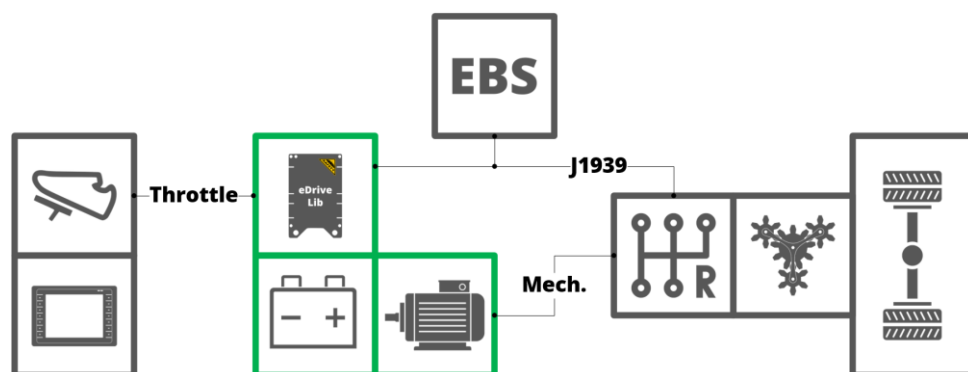 EBS
J1939
Throttle
eDrive
Lib
Mech.
R
− +